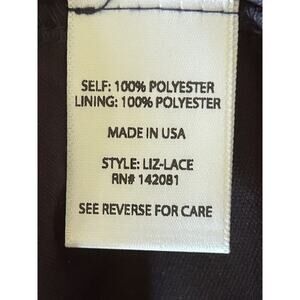 SELF: 100% POLYESTER
LINING: 100% POLYESTER
MADE IN USA
STYLE: LIZ-LACE
RN# 142081
SEE REVERSE FOR CARE